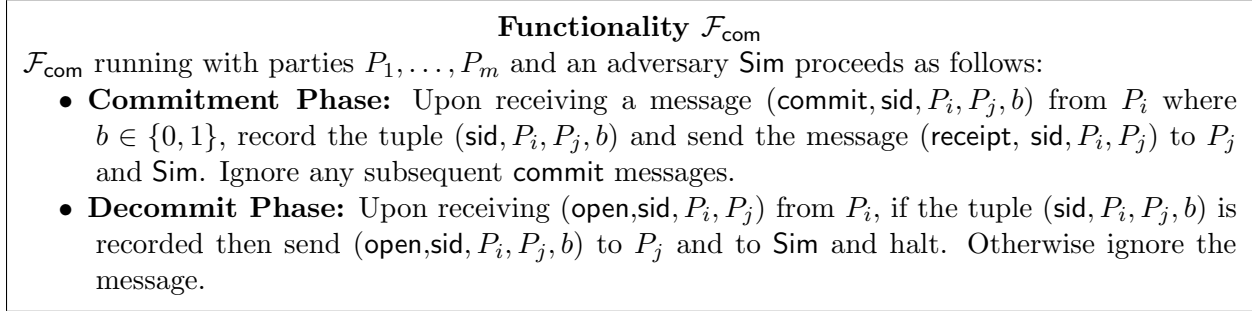 Functionality 𝓕com
𝓕com running with parties P1, . . . , Pm and an adversary Sim proceeds as follows:
• Commitment Phase: Upon receiving a message (commit, sid, Pi, Pj, b) from Pi where
b ∈ {0, 1}, record the tuple (sid, Pi, Pj, b) and send the message (receipt, sid, Pi, Pj) to Pj
and Sim. Ignore any subsequent commit messages.
• Decommit Phase: Upon receiving (open,sid, Pi, Pj) from Pi, if the tuple (sid, Pi, Pj, b) is
recorded then send (open,sid, Pi, Pj, b) to Pj and to Sim and halt. Otherwise ignore the
message.